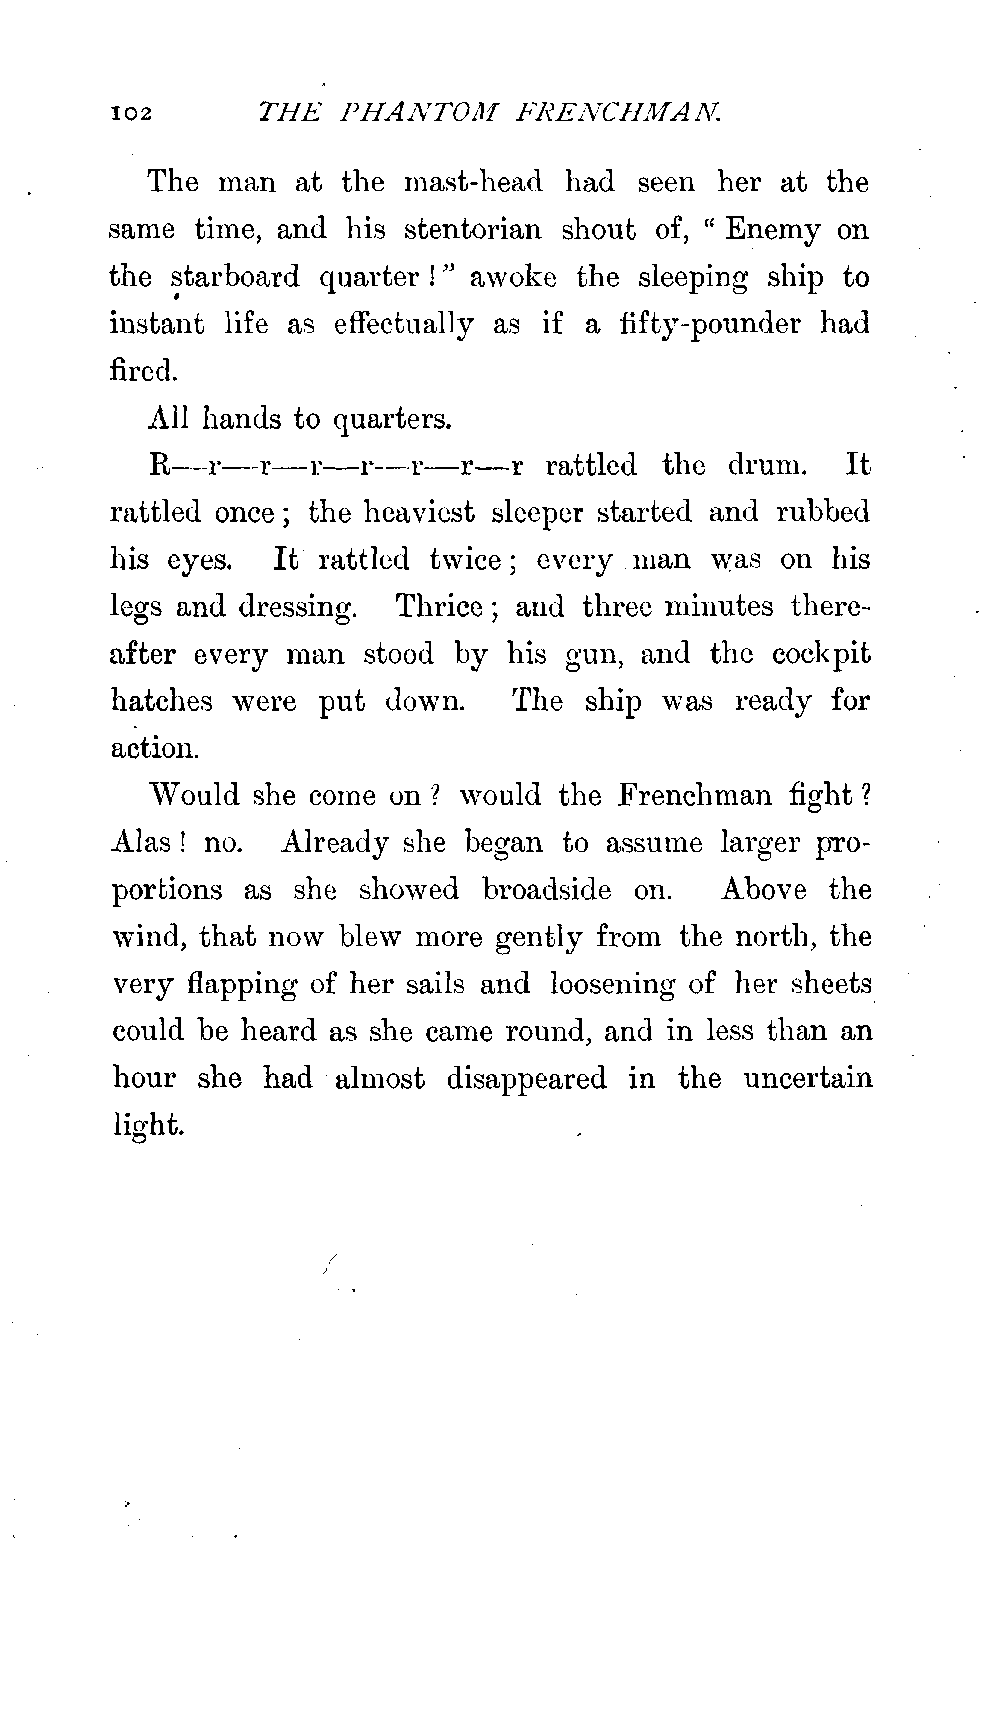 102 THE PHANTOM FRENCHMAN.
The man at the mast-head had seen her at the
same time, and his stentorian shout of, “ Enemy on
the starboard quarter !” awoke the sleeping ship to
instant life as effectually as if a fifty-pounder had
fired.
All hands to quarters.
R—r—r—r—r—r—r—r rattled the drum. It
rattled once ; the heaviest sleeper started and rubbed
his eyes. It rattled twice ; every man was on his
legs and dressing. Thrice ; and three minutes there-
after every man stood by his gun, and the cockpit
hatches were put down. The ship was ready for
action.
Would she come on ? would the Frenchman fight ?
Alas ! no. Already she began to assume larger pro-
portions as she showed broadside on. Above the
wind, that now blew more gently from the north, the
very flapping of her sails and loosening of her sheets
could be heard as she came round, and in less than an
hour she had almost disappeared in the uncertain
light.